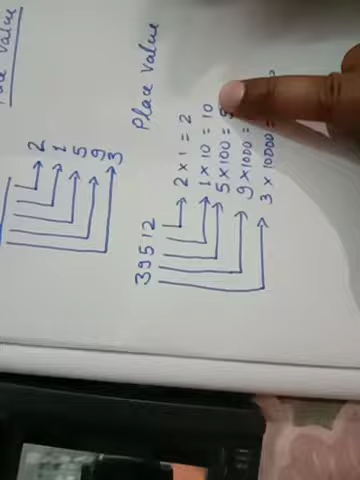 Value
2
1
5
9
3
Place Value
39512
2 × 1 = 2
1 × 10 = 10
5 × 100 = 5
9 × 1000 =
3 × 10000 =